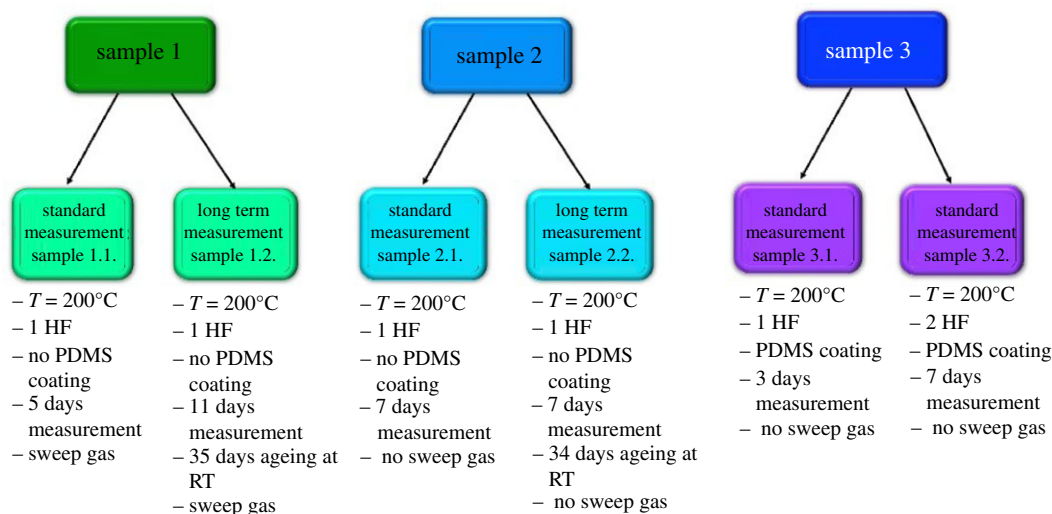 sample 1
sample 2
sample 3
standard
measurement
sample 1.1.
– T = 200°C
– 1 HF
– no PDMS
coating
– 5 days
measurement
– sweep gas
long term
measurement
sample 1.2.
– T = 200°C
– 1 HF
– no PDMS
coating
– 11 days
measurement
– 35 days ageing at
RT
– sweep gas
standard
measurement
sample 2.1.
– T = 200°C
– 1 HF
– no PDMS
coating
– 7 days
measurement
– no sweep gas
long term
measurement
sample 2.2.
– T = 200°C
– 1 HF
– no PDMS
coating
– 7 days
measurement
– 34 days ageing at
RT
– no sweep gas
standard
measurement
sample 3.1.
– T = 200°C
– 1 HF
– PDMS coating
– 3 days
measurement
– no sweep gas
standard
measurement
sample 3.2.
– T = 200°C
– 2 HF
– PDMS coating
– 7 days
measurement
– no sweep gas